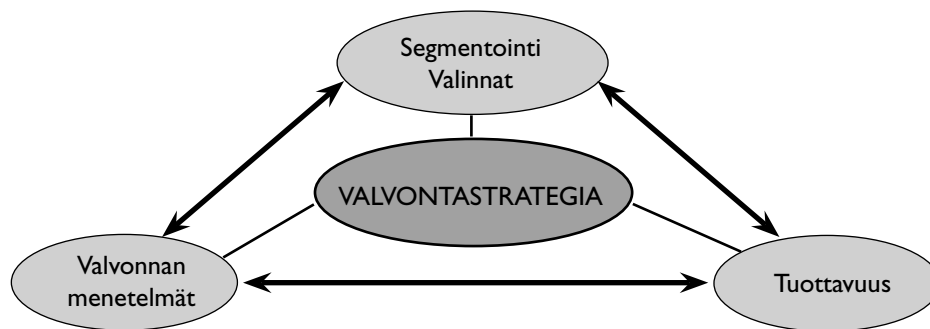 Segmentointi
Valinnat
VALVONTASTRATEGIA
Valvonnan
menetelmät
Tuottavuus